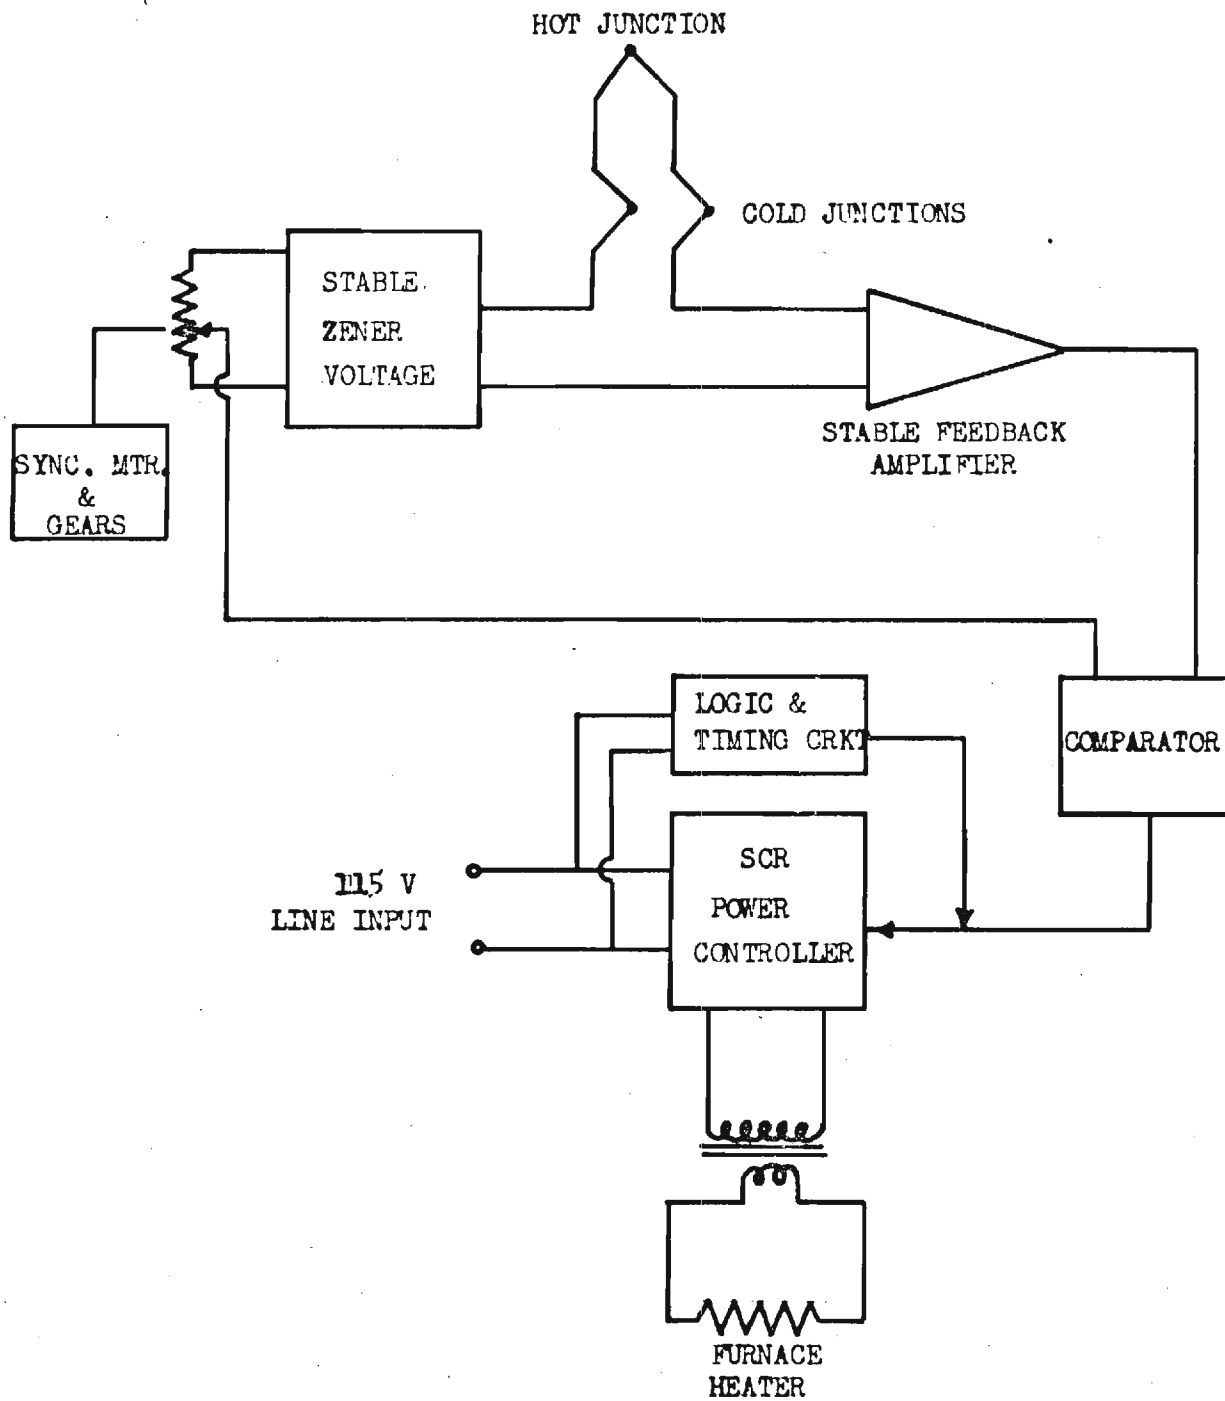 HOT JUNCTION
COLD JUNCTIONS
STABLE
ZENER
VOLTAGE
STABLE FEEDBACK
AMPLIFIER
SYNC. MTR.
&
GEARS
LOGIC &
TIMING CRKT
COMPARATOR
SCR
POWER
CONTROLLER
115 V
LINE INPUT
FURNACE
HEATER